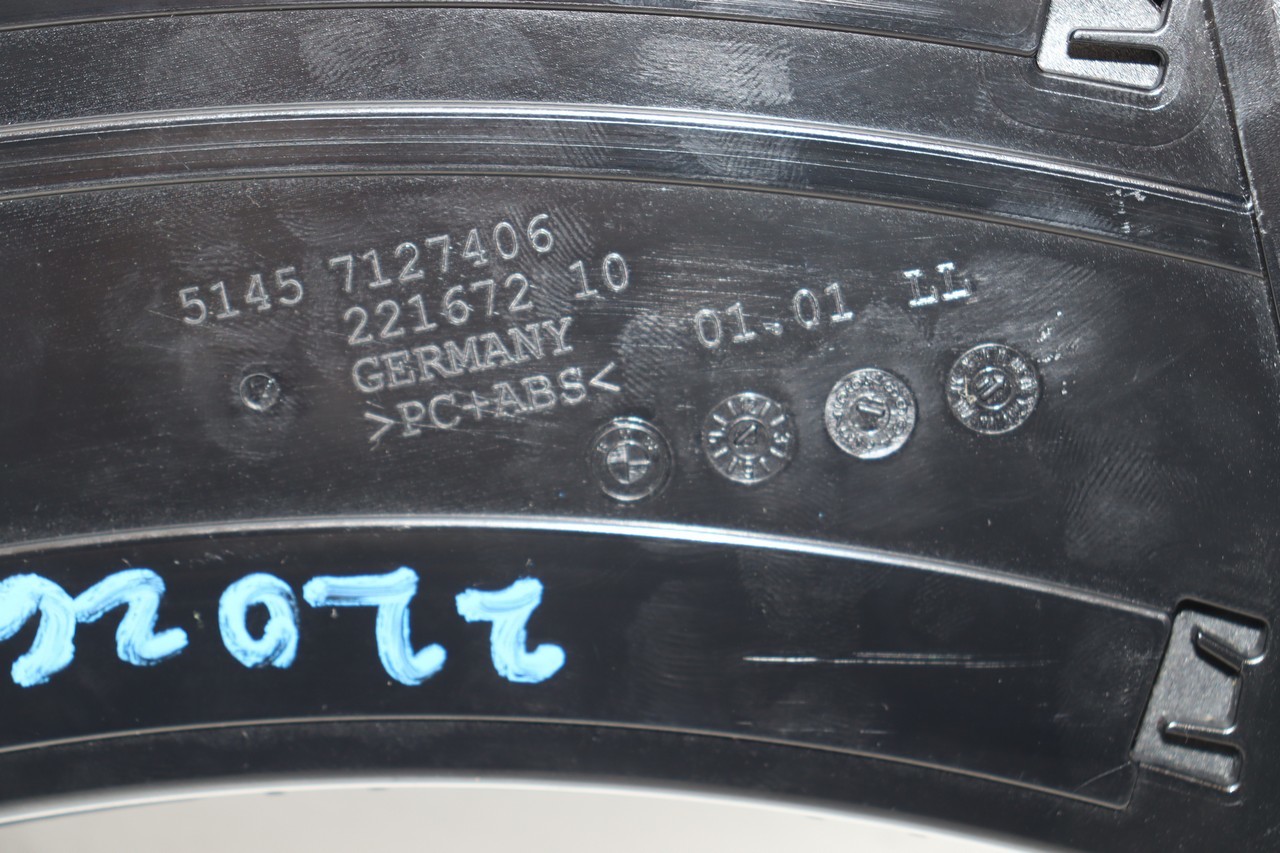 5145 7127406
221672 10
GERMANY
>PC+ABS<
01.01 LL